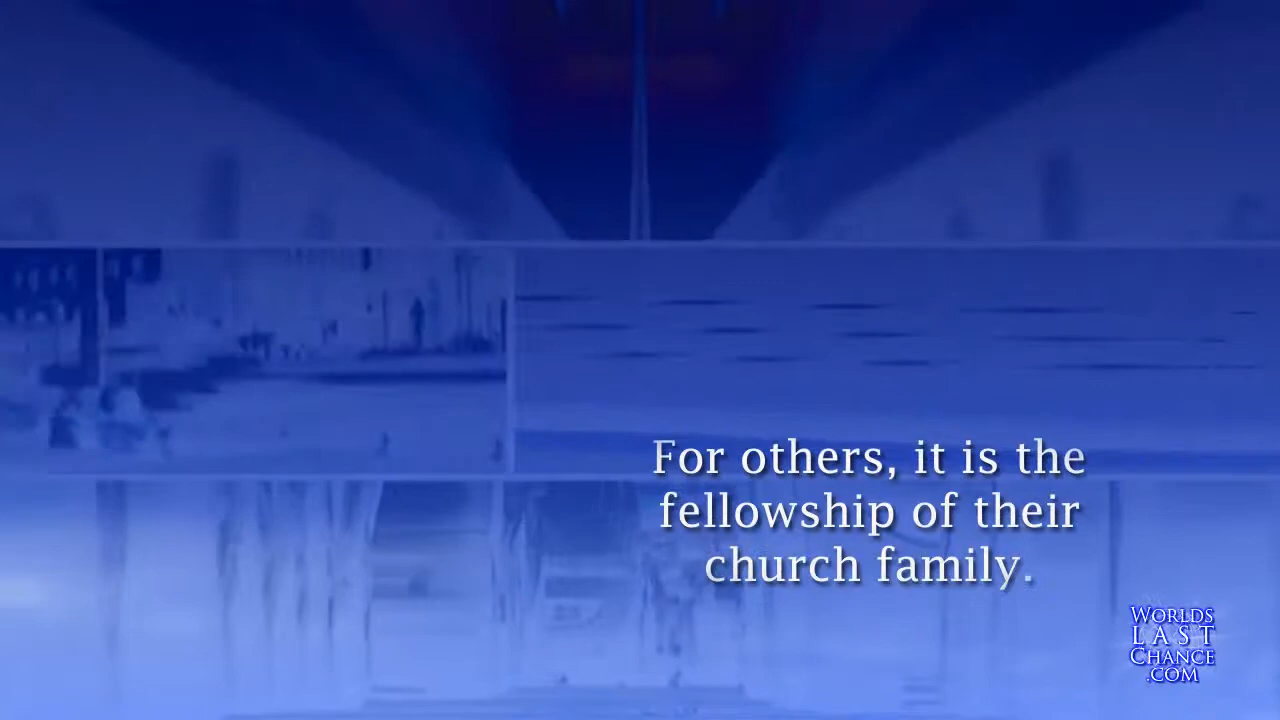 For others, it is the
fellowship of their
church family.
WORLDS
LAST
CHANCE
.COM